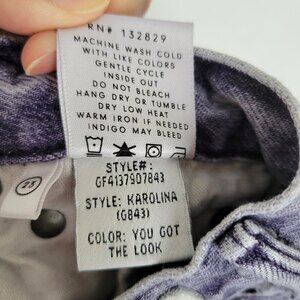 RN# 132829
MACHINE WASH COLD
WITH LIKE COLORS
GENTLE CYCLE
INSIDE OUT
DO NOT BLEACH
HANG DRY OR TUMBLE
DRY LOW HEAT
WARM IRON IF NEEDED
INDIGO MAY BLEED
23
STYLE#:
GF4137907843
STYLE: KAROLINA
(G843)
COLOR: YOU GOT
THE LOOK